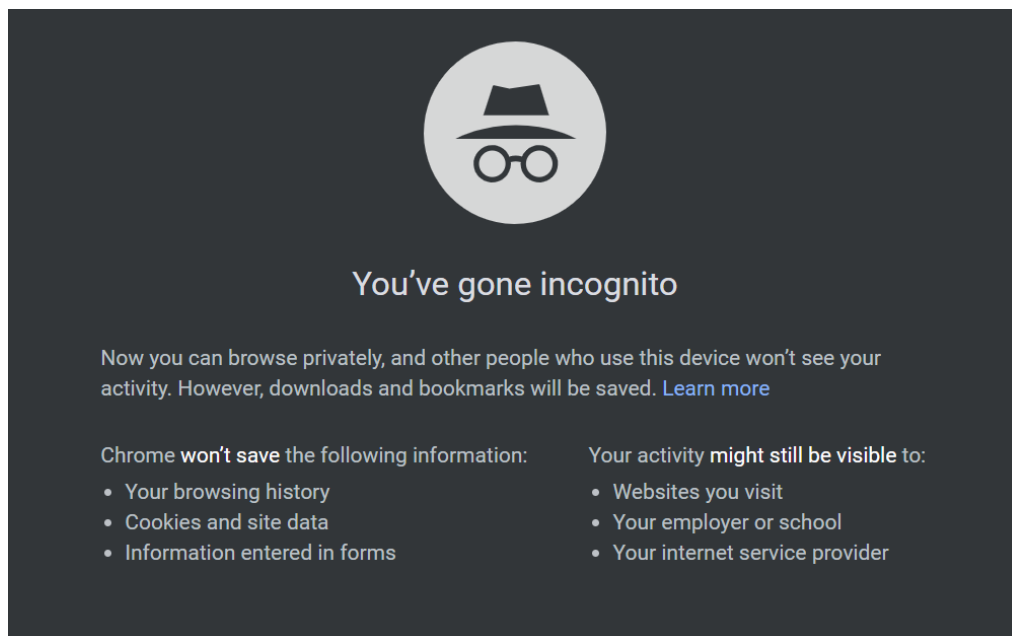 You’ve gone incognito
Now you can browse privately, and other people who use this device won’t see your
activity. However, downloads and bookmarks will be saved. Learn more
Chrome won’t save the following information:
• Your browsing history
• Cookies and site data
• Information entered in forms
Your activity might still be visible to:
• Websites you visit
• Your employer or school
• Your internet service provider